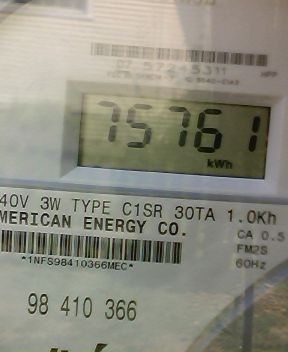 75761
kWh
40V 3W TYPE C1SR 30TA 1.0Kh
MERICAN ENERGY CO.
CA 0.5
FM2S
60Hz
*1NFS98410366MEC*
98 410 366